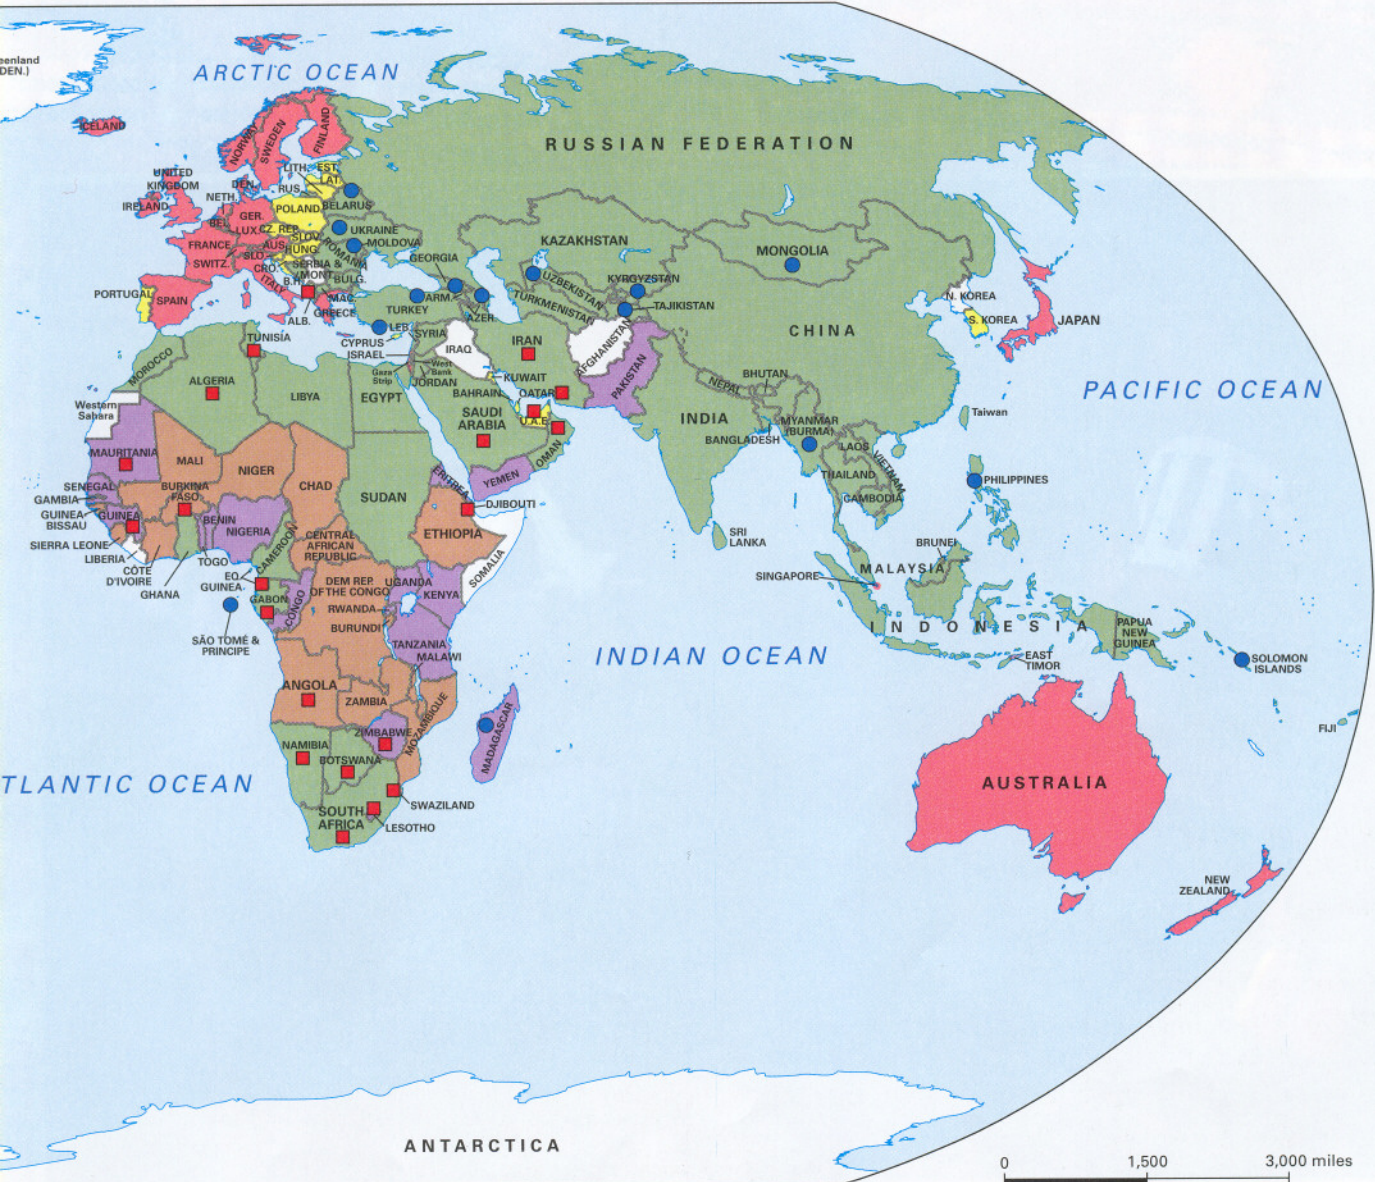 eenland
DEN.)
ARCTIC OCEAN
ICELAND
NORWAY
SWEDEN
FINLAND
RUSSIAN FEDERATION
UNITED
KINGDOM
IRELAND
DEN.
NETH.
BEL.
LUX.
GER.
LITH.
EST.
LAT.
RUS.
POLAND
BELARUS
CZ. REP.
SLOV.
UKRAINE
MOLDOVA
FRANCE
AUS.
HUNG.
ROMANIA
SWITZ.
SLO.
CRO.
SERBIA &
MONT.
B.H.
BULG.
ITALY
MAC.
ALB.
GREECE
PORTUGAL
SPAIN
GEORGIA
ARM.
AZER.
TURKEY
CYPRUS
LEB.
SYRIA
ISRAEL
West
Bank
Gaza
Strip
JORDAN
IRAQ
IRAN
KUWAIT
BAHRAIN
QATAR
U.A.E.
SAUDI
ARABIA
OMAN
YEMEN
KAZAKHSTAN
UZBEKISTAN
TURKMENISTAN
KYRGYZSTAN
TAJIKISTAN
AFGHANISTAN
PAKISTAN
MONGOLIA
CHINA
N. KOREA
S. KOREA
JAPAN
PACIFIC OCEAN
NEPAL
BHUTAN
INDIA
BANGLADESH
MYANMAR
(BURMA)
LAOS
VIETNAM
THAILAND
CAMBODIA
Taiwan
PHILIPPINES
SRI
LANKA
BRUNEI
MALAYSIA
SINGAPORE
INDONESIA
EAST
TIMOR
PAPUA
NEW
GUINEA
SOLOMON
ISLANDS
FIJI
TUNISIA
MOROCCO
ALGERIA
LIBYA
EGYPT
Western
Sahara
MAURITANIA
MALI
NIGER
CHAD
SUDAN
ERITREA
DJIBOUTI
ETHIOPIA
SOMALIA
SENEGAL
GAMBIA
GUINEA
BISSAU
GUINEA
SIERRA LEONE
LIBERIA
CÔTE
D'IVOIRE
BURKINA
FASO
GHANA
TOGO
BENIN
NIGERIA
CAMEROON
CENTRAL
AFRICAN
REPUBLIC
EQ.
GUINEA
GABON
CONGO
SÃO TOMÉ &
PRINCIPE
DEM REP.
OF THE CONGO
UGANDA
KENYA
RWANDA
BURUNDI
TANZANIA
MALAWI
ANGOLA
ZAMBIA
MOZAMBIQUE
ZIMBABWE
MADAGASCAR
NAMIBIA
BOTSWANA
SOUTH
AFRICA
SWAZILAND
LESOTHO
INDIAN OCEAN
TLANTIC OCEAN
AUSTRALIA
NEW
ZEALAND
ANTARCTICA
0 1,500 3,000 miles